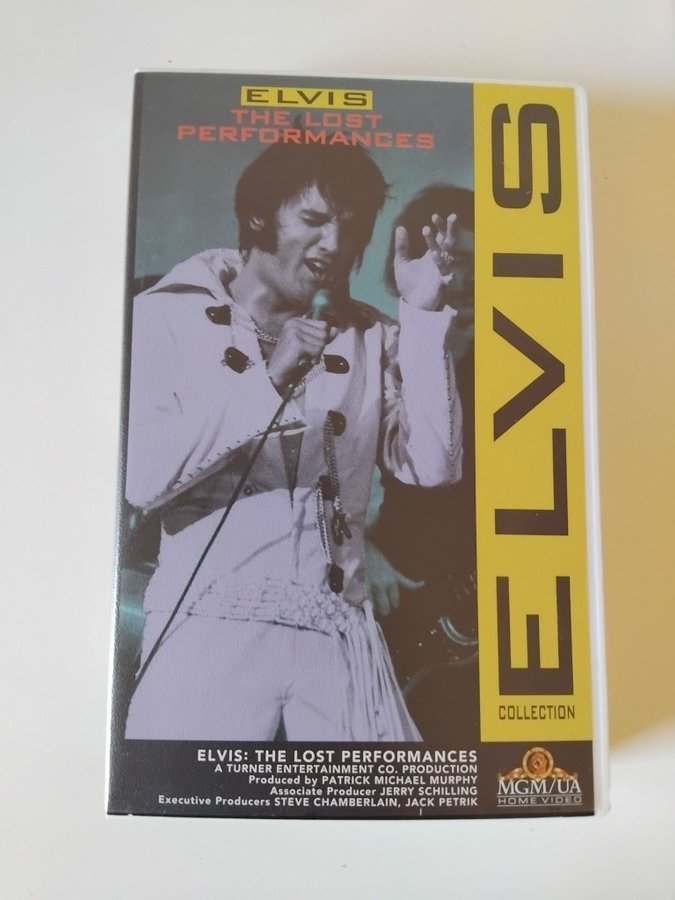 ELVIS
THE LOST
PERFORMANCES
ELVIS
COLLECTION
ELVIS: THE LOST PERFORMANCES
A TURNER ENTERTAINMENT CO. PRODUCTION
Produced by PATRICK MICHAEL MURPHY
Associate Producer JERRY SCHILLING
Executive Producers STEVE CHAMBERLAIN, JACK PETRIK
MGM/UA
HOME VIDEO